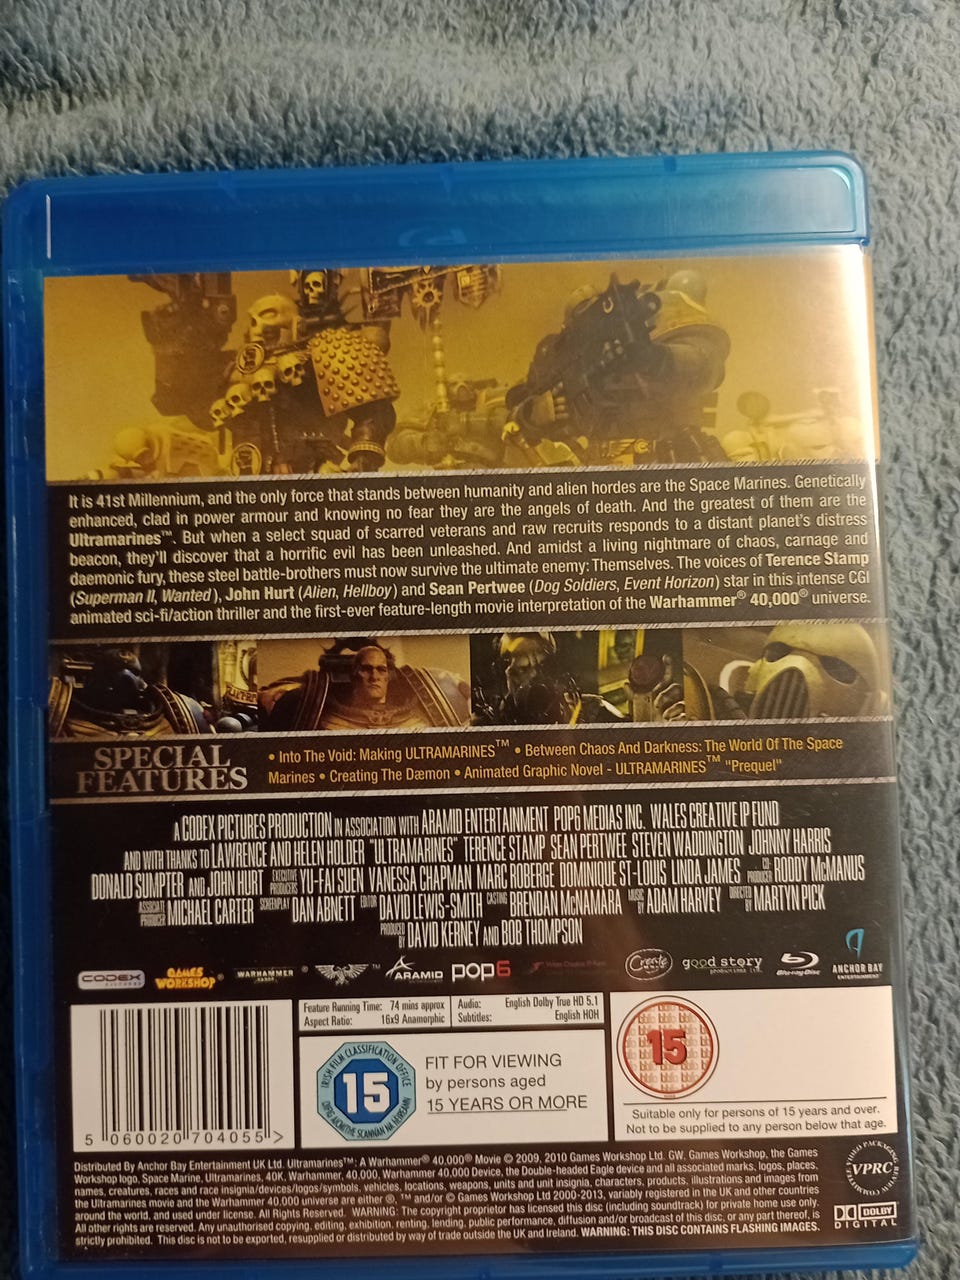 It is 41st Millennium, and the only force that stands between humanity and alien hordes are the Space Marines. Genetically
enhanced, clad in power armour and knowing no fear they are the angels of death. And the greatest of them are the
Ultramarines™. But when a select squad of scarred veterans and raw recruits responds to a distant planet's distress
beacon, they'll discover that a horrific evil has been unleashed. And amidst a living nightmare of chaos, carnage and
daemonic fury, these steel battle-brothers must now survive the ultimate enemy: Themselves. The voices of Terence Stamp
(Superman II, Wanted), John Hurt (Alien, Hellboy) and Sean Pertwee (Dog Soldiers, Event Horizon) star in this intense CGI
animated sci-fi/action thriller and the first-ever feature-length movie interpretation of the Warhammer® 40,000® universe.
SPECIAL
FEATURES
• Into The Void: Making ULTRAMARINES™ • Between Chaos And Darkness: The World Of The Space
Marines • Creating The Dæmon • Animated Graphic Novel - ULTRAMARINES™ "Prequel"
A CODEX PICTURES PRODUCTION IN ASSOCIATION WITH ARAMID ENTERTAINMENT POP6 MEDIAS INC. WALES CREATIVE IP FUND
AND WITH THANKS TO LAWRENCE AND HELEN HOLDER "ULTRAMARINES" TERENCE STAMP SEAN PERTWEE STEVEN WADDINGTON JOHNNY HARRIS
DONALD SUMPTER AND JOHN HURT EXECUTIVE PRODUCERS YU-FAI SUEN VANESSA CHAPMAN MARC ROBERGE DOMINIQUE ST-LOUIS LINDA JAMES CO-PRODUCER RODDY McMANUS
ASSOCIATE PRODUCER MICHAEL CARTER SCREENPLAY DAN ABNETT EDITOR DAVID LEWIS-SMITH CASTING BRENDAN McNAMARA MUSIC BY ADAM HARVEY DIRECTED BY MARTYN PICK
PRODUCED BY DAVID KERNEY AND BOB THOMPSON
CODEX PICTURES
GAMES WORKSHOP®
WARHAMMER 40,000®
™
ARAMID ENTERTAINMENT
pop6
Wales Creative IP Fund
Create
good story productions ltd.
Blu-ray Disc
ANCHOR BAY ENTERTAINMENT
Feature Running Time: 74 mins approx
Aspect Ratio: 16x9 Anamorphic
Audio: English Dolby True HD 5.1
Subtitles: English HOH
IRISH FILM CLASSIFICATION OFFICE
15
FIT FOR VIEWING
by persons aged
15 YEARS OR MORE
15
Suitable only for persons of 15 years and over.
Not to be supplied to any person below that age.
5 060020 704055 >
Distributed By Anchor Bay Entertainment UK Ltd. Ultramarines™: A Warhammer® 40,000® Movie © 2009, 2010 Games Workshop Ltd. GW, Games Workshop, the Games
Workshop logo, Space Marine, Ultramarines, 40K, Warhammer, 40,000, Warhammer 40,000 Device, the Double-headed Eagle device and all associated marks, logos, places,
names, creatures, races and race insignia/devices/logos/symbols, vehicles, locations, weapons, units and unit insignia, characters, products, illustrations and images from
the Ultramarines movie and the Warhammer 40,000 universe are either ®, ™ and/or © Games Workshop Ltd 2000-2013, variably registered in the UK and other countries
around the world, and used under license. All Rights Reserved. WARNING: The copyright proprietor has licensed this disc (including soundtrack) for private home use only.
All other rights are reserved. Any unauthorised copying, editing, exhibition, renting, lending, public performance, diffusion and/or broadcast of this disc, or any part thereof, is
strictly prohibited. This disc is not to be exported, resupplied or distributed by way of trade outside the UK and Ireland. WARNING: THIS DISC CONTAINS FLASHING IMAGES.
VIDEO PACKAGING REVIEW COMMITTEE
VPRC
DOLBY
DIGITAL